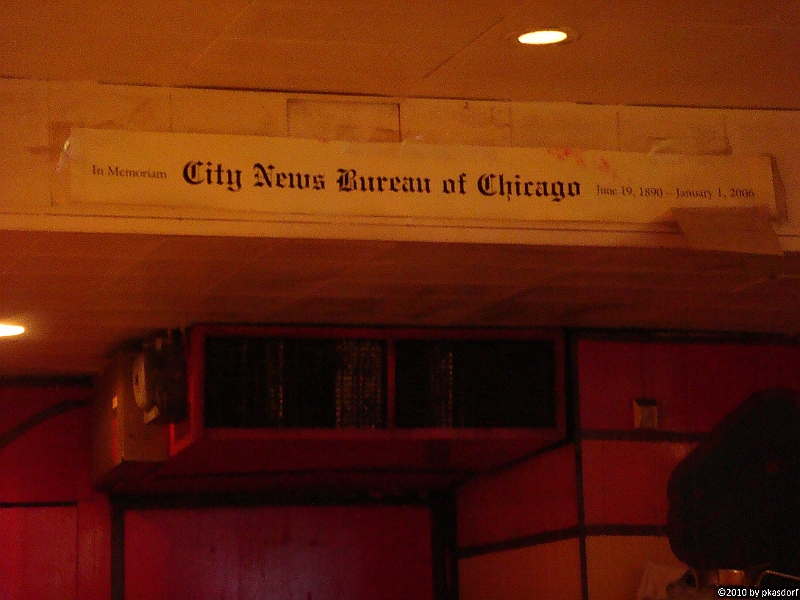 In Memoriam City News Bureau of Chicago June 19, 1890 – January 1, 2006
©2010 by pkasdorf